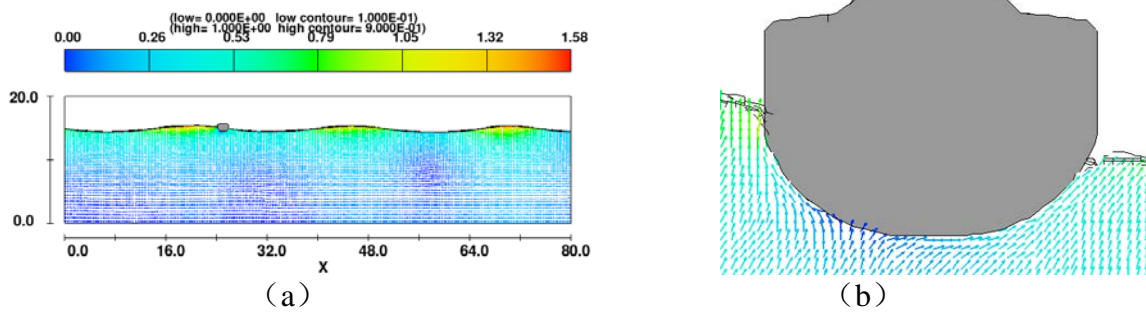 (low= 0.000E+00 low contour= 1.000E-01)
(high= 1.000E+00 high contour= 9.000E-01)
0.00 0.26 0.53 0.79 1.05 1.32 1.58
20.0
0.0
0.0 16.0 32.0 48.0 64.0 80.0
X
（a） （b）